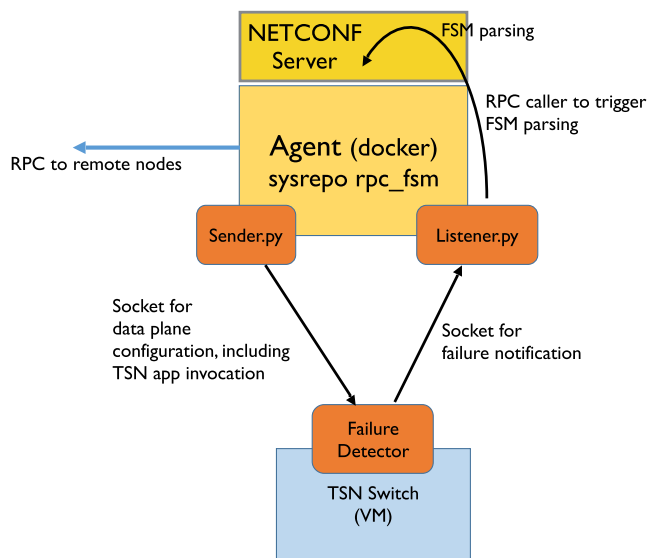 NETCONF
Server
FSM parsing
RPC caller to trigger
FSM parsing
Agent (docker)
sysrepo rpc_fsm
RPC to remote nodes
Sender.py
Listener.py
Socket for
data plane
configuration, including
TSN app invocation
Socket for
failure notification
Failure
Detector
TSN Switch
(VM)